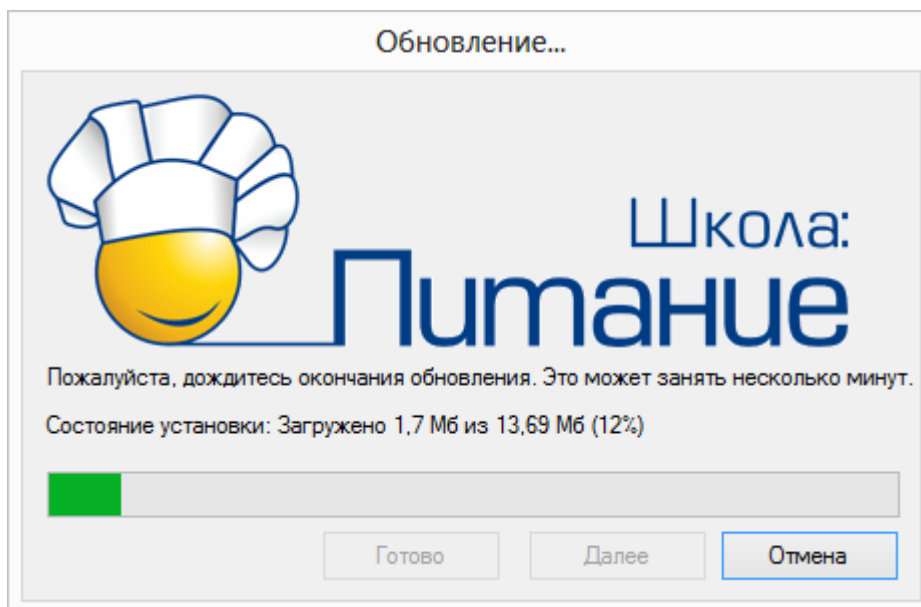 Обновление...
Школа:
Питание
Пожалуйста, дождитесь окончания обновления. Это может занять несколько минут.
Состояние установки: Загружено 1,7 Мб из 13,69 Мб (12%)
Готово Далее Отмена